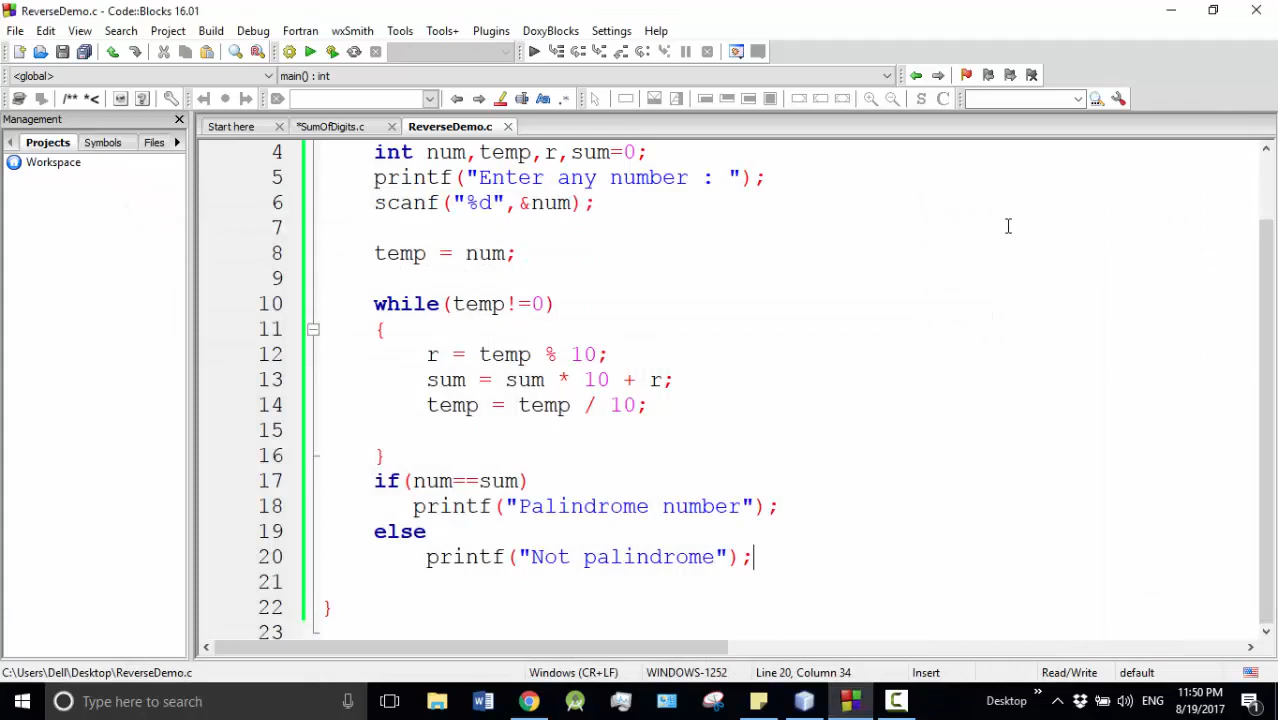 ReverseDemo.c - Code::Blocks 16.01
File Edit View Search Project Build Debug Fortran wxSmith Tools Tools+ Plugins DoxyBlocks Settings Help
<global> main() : int
/** *< .* S C
Management
Start here *SumOfDigits.c ReverseDemo.c
Projects Symbols Files
Workspace
4 int num,temp,r,sum=0;
5 printf("Enter any number : ");
6 scanf("%d",&num);
7
8 temp = num;
9
10 while(temp!=0)
11 {
12 r = temp % 10;
13 sum = sum * 10 + r;
14 temp = temp / 10;
15
16 }
17 if(num==sum)
18 printf("Palindrome number");
19 else
20 printf("Not palindrome");
21
22 }
23
C:\Users\Dell\Desktop\ReverseDemo.c Windows (CR+LF) WINDOWS-1252 Line 20, Column 34 Insert Read/Write default
Type here to search Desktop » ENG 11:50 PM
8/19/2017 1